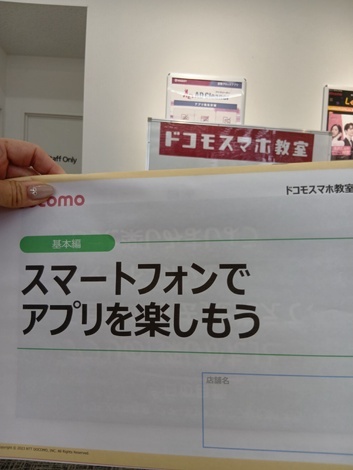 Staff Only
ドコモスマホ教室
omo
ドコモスマホ教室
基本編
スマートフォンで
アプリを楽しもう
店舗名